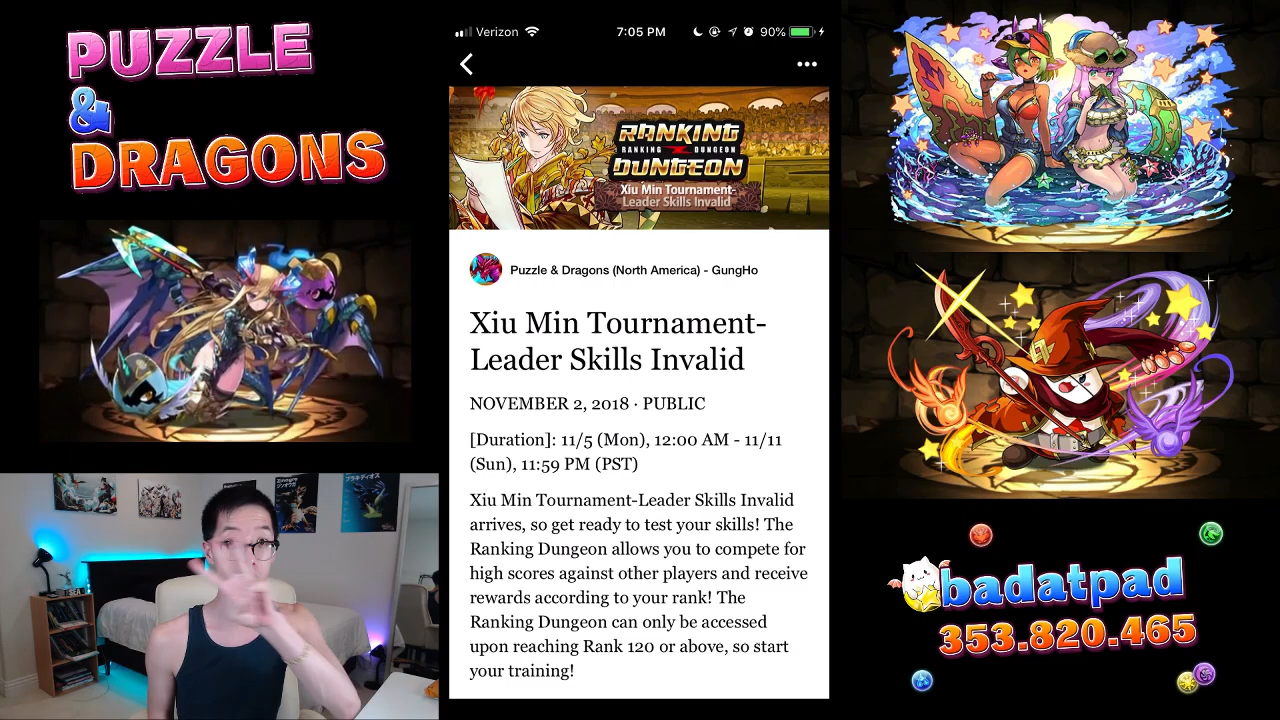 PUZZLE
&
DRAGONS
Verizon
7:05 PM
90%
RANKING
RANKING DUNGEON
DUNGEON
Xiu Min Tournament-
Leader Skills Invalid
Puzzle & Dragons (North America) - GungHo
Xiu Min Tournament-
Leader Skills Invalid
NOVEMBER 2, 2018 · PUBLIC
[Duration]: 11/5 (Mon), 12:00 AM - 11/11
(Sun), 11:59 PM (PST)
Xiu Min Tournament-Leader Skills Invalid
arrives, so get ready to test your skills! The
Ranking Dungeon allows you to compete for
high scores against other players and receive
rewards according to your rank! The
Ranking Dungeon can only be accessed
upon reaching Rank 120 or above, so start
your training!
badatpad
353.820.465